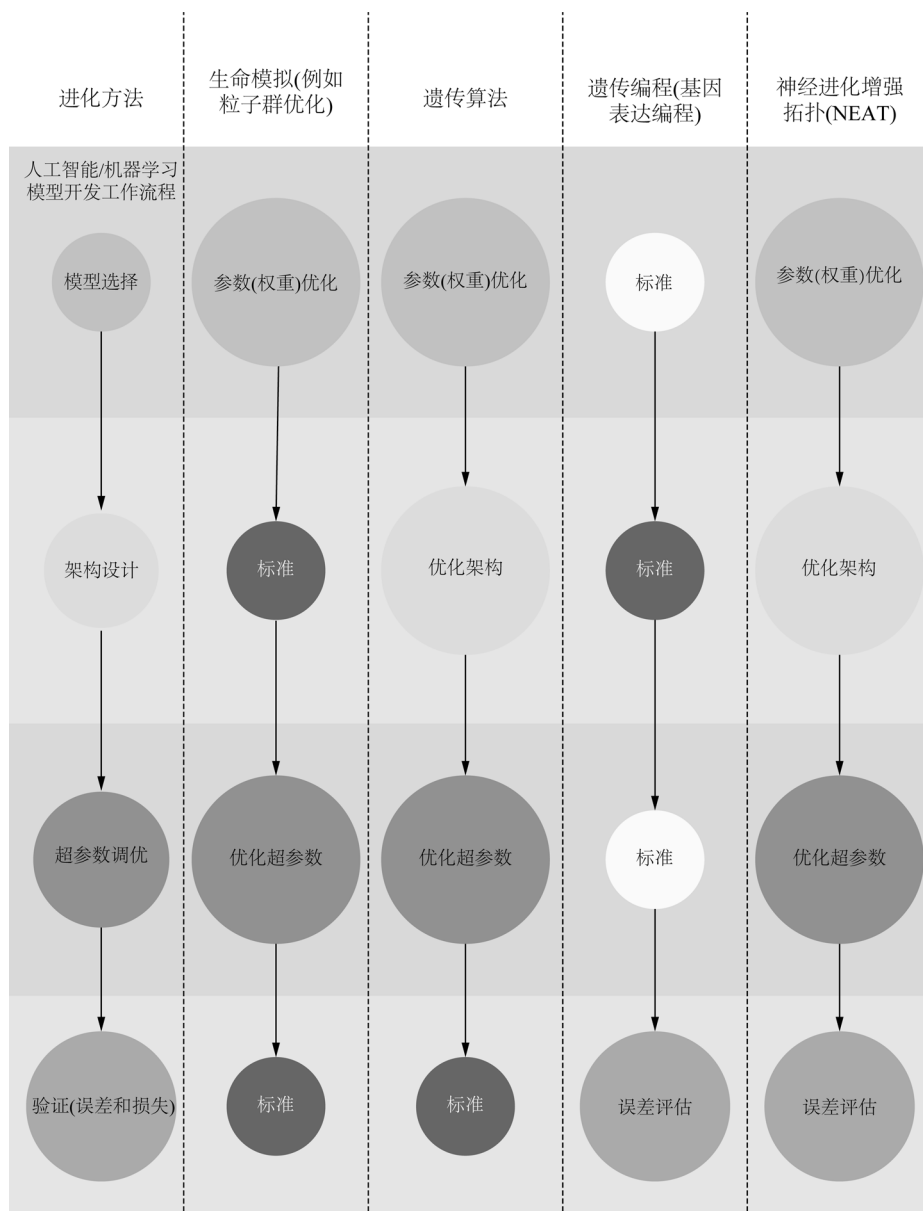 进化方法
生命模拟(例如
粒子群优化)
遗传算法
遗传编程(基因
表达编程)
神经进化增强
拓扑(NEAT)
人工智能/机器学习
模型开发工作流程
模型选择
参数(权重)优化
参数(权重)优化
标准
参数(权重)优化
架构设计
标准
优化架构
标准
优化架构
超参数调优
优化超参数
优化超参数
标准
优化超参数
验证(误差和损失)
标准
标准
误差评估
误差评估